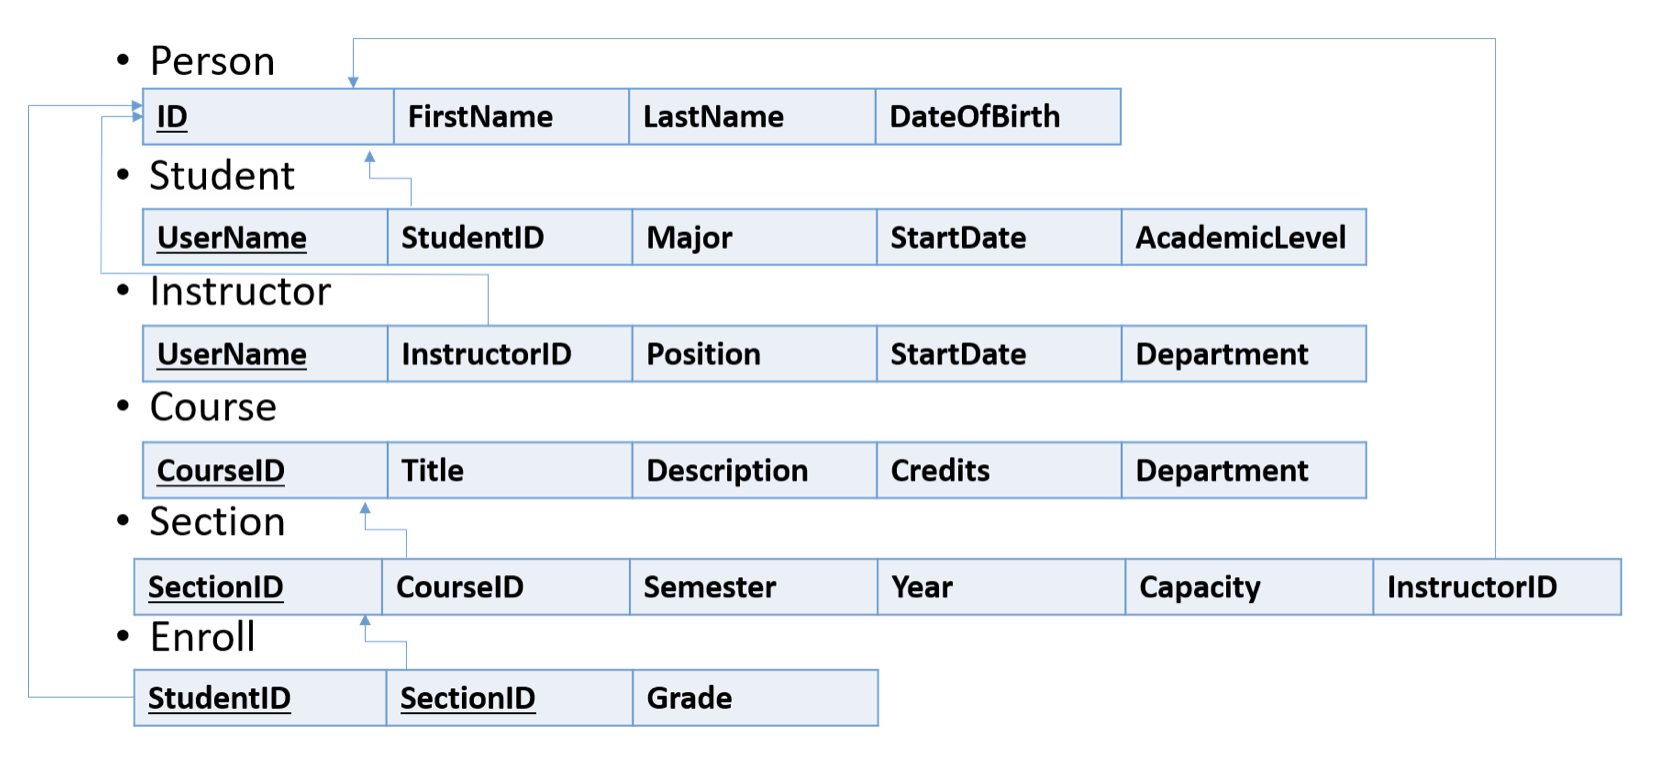 • Person
ID FirstName LastName DateOfBirth
• Student
UserName StudentID Major StartDate AcademicLevel
• Instructor
UserName InstructorID Position StartDate Department
• Course
CourseID Title Description Credits Department
• Section
SectionID CourseID Semester Year Capacity InstructorID
• Enroll
StudentID SectionID Grade